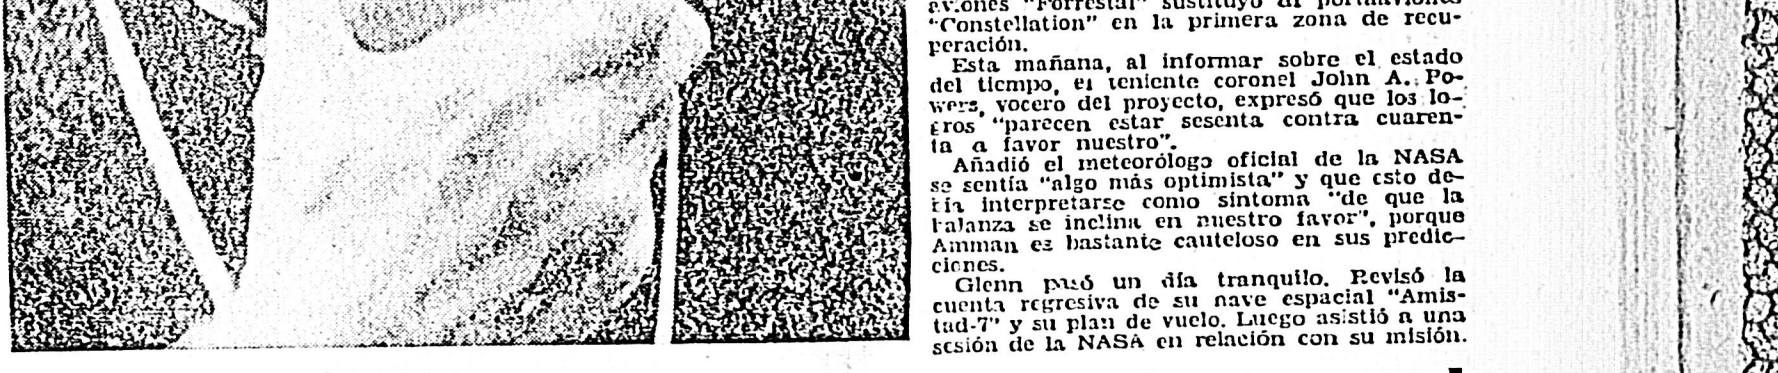 "Forrestal" sustituyó al
"Constellation" en la primera zona de recu-
peración.
Esta mañana, al informar sobre el estado
del tiempo, el teniente coronel John A. Po-
wers, vocero del proyecto, expresó que los lo-
gros "parecen estar sesenta contra cuaren-
ta a favor nuestro".
Añadió el meteorólogo oficial de la NASA
se sentía "algo más optimista" y que esto de-
bía interpretarse como síntoma "de que la
balanza se inclina en nuestro favor", porque
Amman es bastante cauteloso en sus predic-
ciones.
Glenn pasó un día tranquilo. Revisó la
cuenta regresiva de su nave espacial "Amis-
tad-7" y su plan de vuelo. Luego asistió a una
sesión de la NASA en relación con su misión.